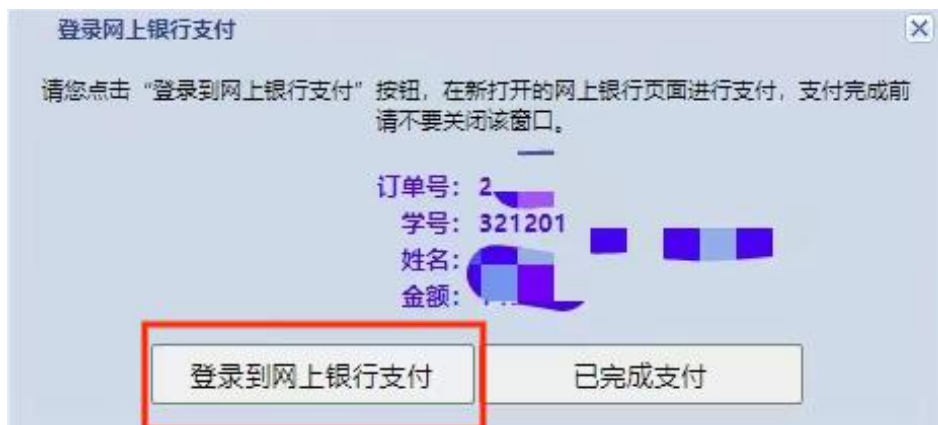 登录网上银行支付
请您点击“登录到网上银行支付”按钮，在新打开的网上银行页面进行支付，支付完成前
请不要关闭该窗口。
订单号：2
学号：321201
姓名：
金额：
登录到网上银行支付
已完成支付